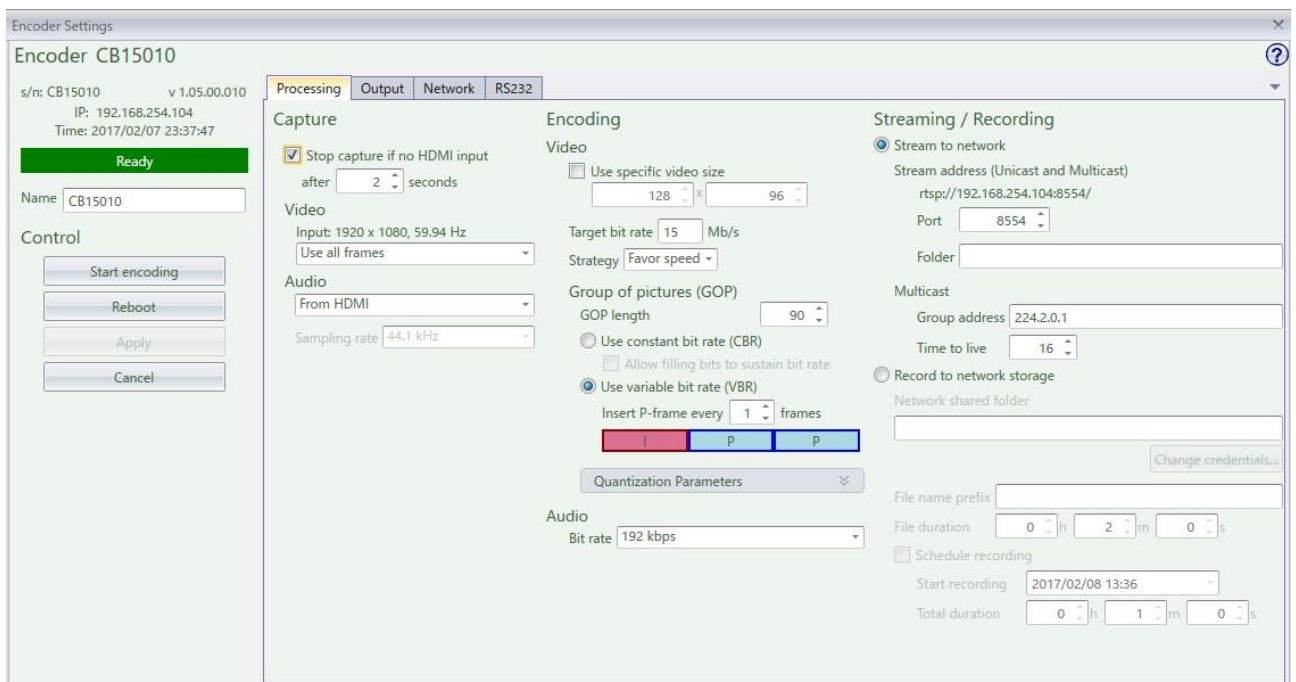 Encoder Settings
Encoder CB15010
s/n: CB15010 v 1.05.00.010
IP: 192.168.254.104
Time: 2017/02/07 23:37:47
Ready
Name CB15010
Control
Start encoding
Reboot
Apply
Cancel
Processing Output Network RS232
Capture
Stop capture if no HDMI input
after 2 seconds
Video
Input: 1920 x 1080, 59.94 Hz
Use all frames
Audio
From HDMI
Sampling rate 44.1 kHz
Encoding
Video
Use specific video size
128 x 96
Target bit rate 15 Mb/s
Strategy Favor speed
Group of pictures (GOP)
GOP length 90
Use constant bit rate (CBR)
Allow filling bits to sustain bit rate
Use variable bit rate (VBR)
Insert P-frame every 1 frames
I P P
Quantization Parameters
Audio
Bit rate 192 kbps
Streaming / Recording
Stream to network
Stream address (Unicast and Multicast)
rtsp://192.168.254.104:8554/
Port 8554
Folder
Multicast
Group address 224.2.0.1
Time to live 16
Record to network storage
Network shared folder
Change credentials...
File name prefix
File duration 0 h 2 m 0 s
Schedule recording
Start recording 2017/02/08 13:36
Total duration 0 h 1 m 0 s